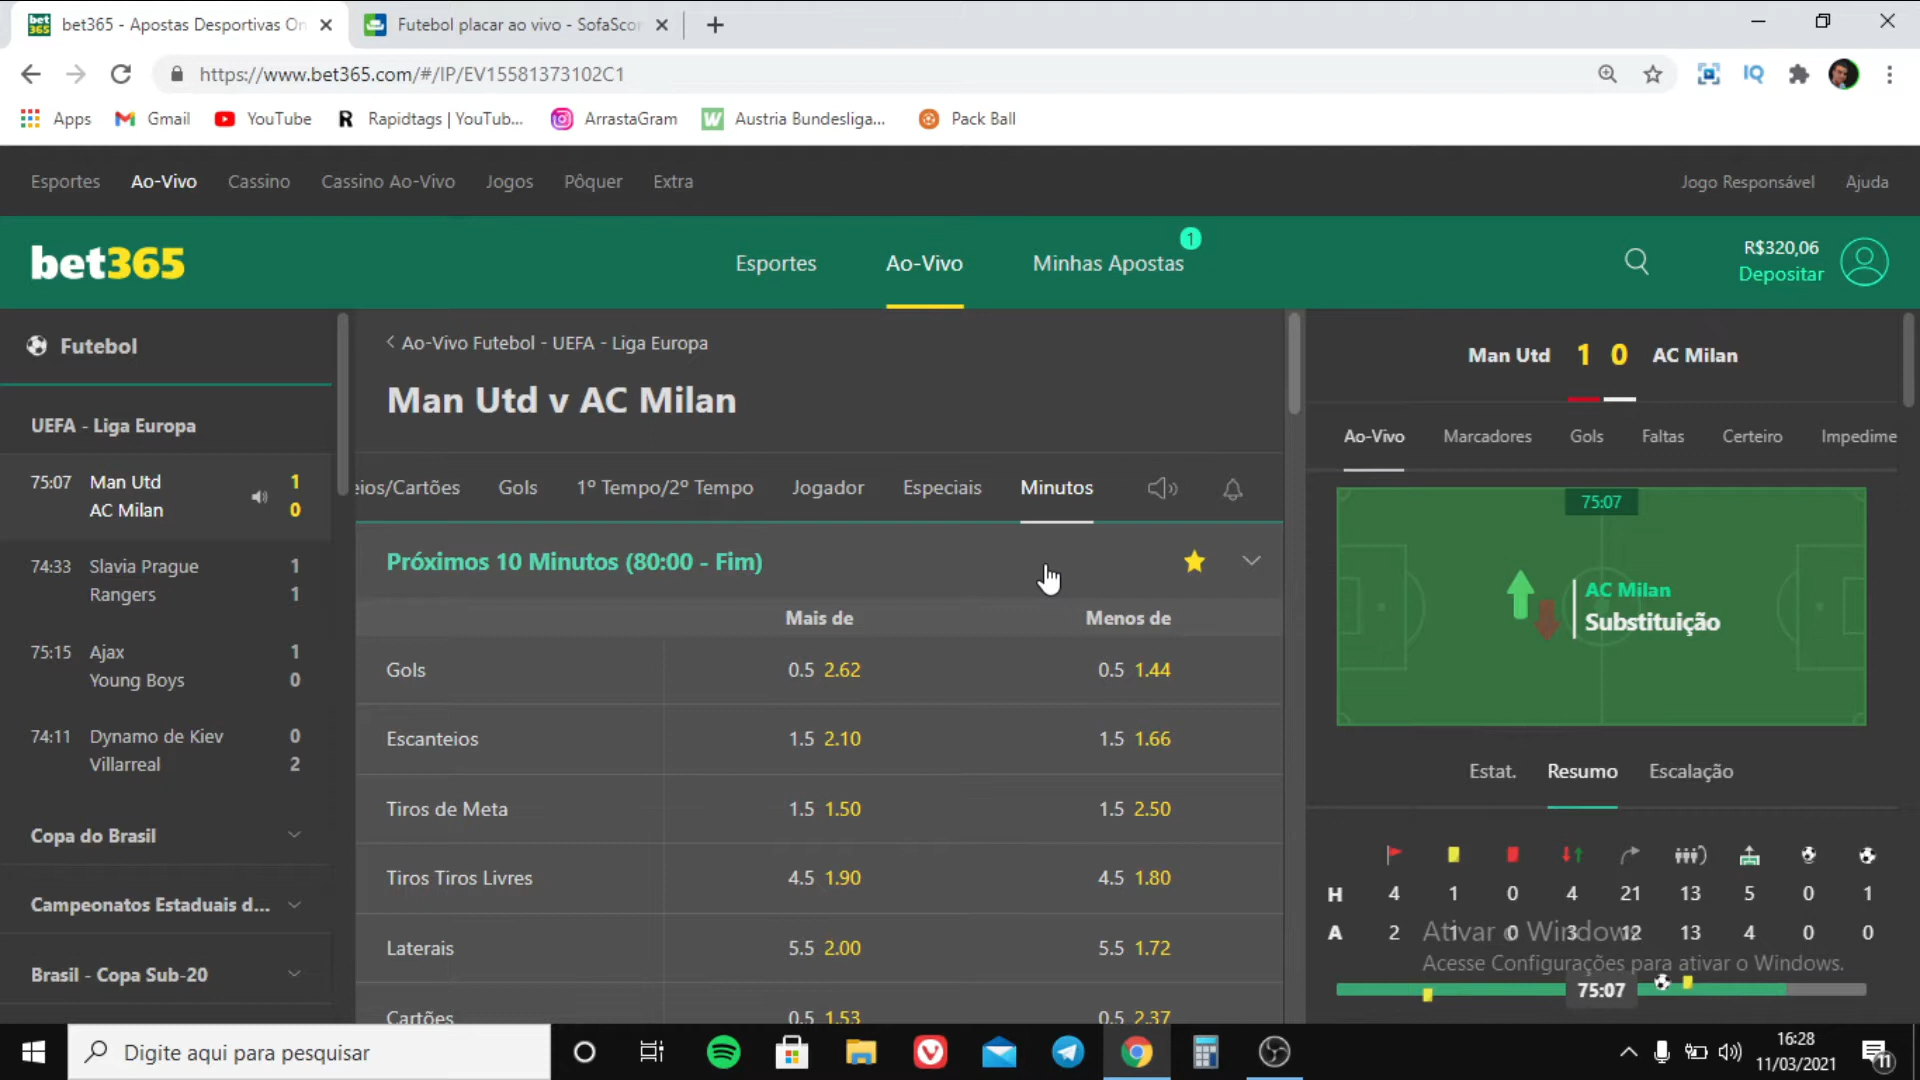 bet365 - Apostas Desportivas On
Futebol placar ao vivo - SofaScor
https://www.bet365.com/#/IP/EV15581373102C1
IQ
Apps
Gmail
YouTube
Rapidtags | YouTub...
ArrastaGram
Austria Bundesliga...
Pack Ball
Esportes
Ao-Vivo
Cassino
Cassino Ao-Vivo
Jogos
Pôquer
Extra
Jogo Responsável
Ajuda
bet365
Esportes
Ao-Vivo
Minhas Apostas
1
R$320,06
Depositar
Futebol
UEFA - Liga Europa
75:07 Man Utd 1
AC Milan 0
74:33 Slavia Prague 1
Rangers 1
75:15 Ajax 1
Young Boys 0
74:11 Dynamo de Kiev 0
Villarreal 2
Copa do Brasil
Campeonatos Estaduais d...
Brasil - Copa Sub-20
Ao-Vivo Futebol - UEFA - Liga Europa
Man Utd v AC Milan
eios/Cartões
Gols
1º Tempo/2º Tempo
Jogador
Especiais
Minutos
Próximos 10 Minutos (80:00 - Fim)
Mais de Menos de
Gols 0.5 2.62 0.5 1.44
Escanteios 1.5 2.10 1.5 1.66
Tiros de Meta 1.5 1.50 1.5 2.50
Tiros Tiros Livres 4.5 1.90 4.5 1.80
Laterais 5.5 2.00 5.5 1.72
Cartões 0.5 1.53 0.5 2.37
Man Utd 1 0 AC Milan
Ao-Vivo
Marcadores
Gols
Faltas
Certeiro
Impedime
75:07
AC Milan
Substituição
Estat.
Resumo
Escalação
H 4 1 0 4 21 13 5 0 1
A 2 1 0 3 12 13 4 0 0
Ativar o Windows
Acesse Configurações para ativar o Windows.
75:07
Digite aqui para pesquisar
16:28
11/03/2021
11